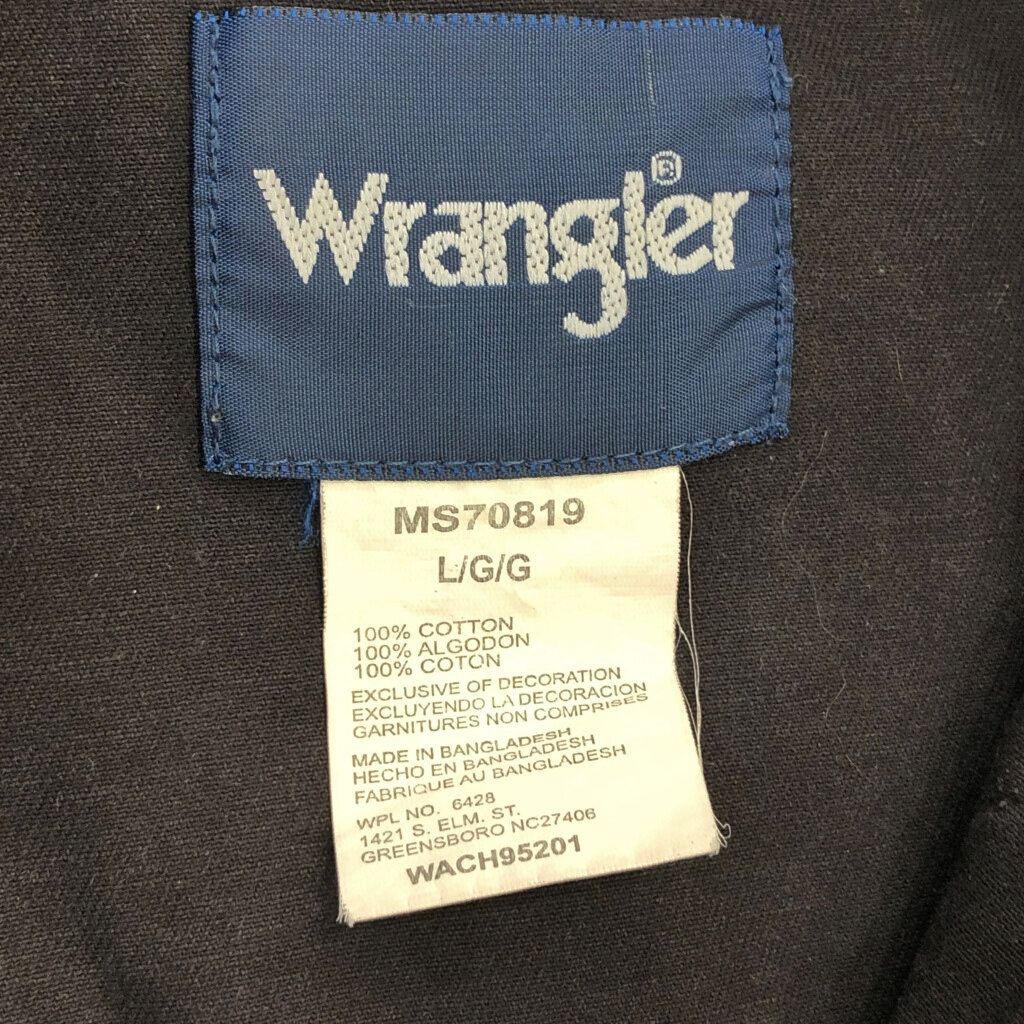 Wrangler®
MS70819
L/G/G
100% COTTON
100% ALGODON
100% COTON
EXCLUSIVE OF DECORATION
EXCLUYENDO LA DECORACION
GARNITURES NON COMPRISES
MADE IN BANGLADESH
HECHO EN BANGLADESH
FABRIQUE AU BANGLADESH
WPL NO. 6428
1421 S. ELM. ST.
GREENSBORO NC27406
WACH95201